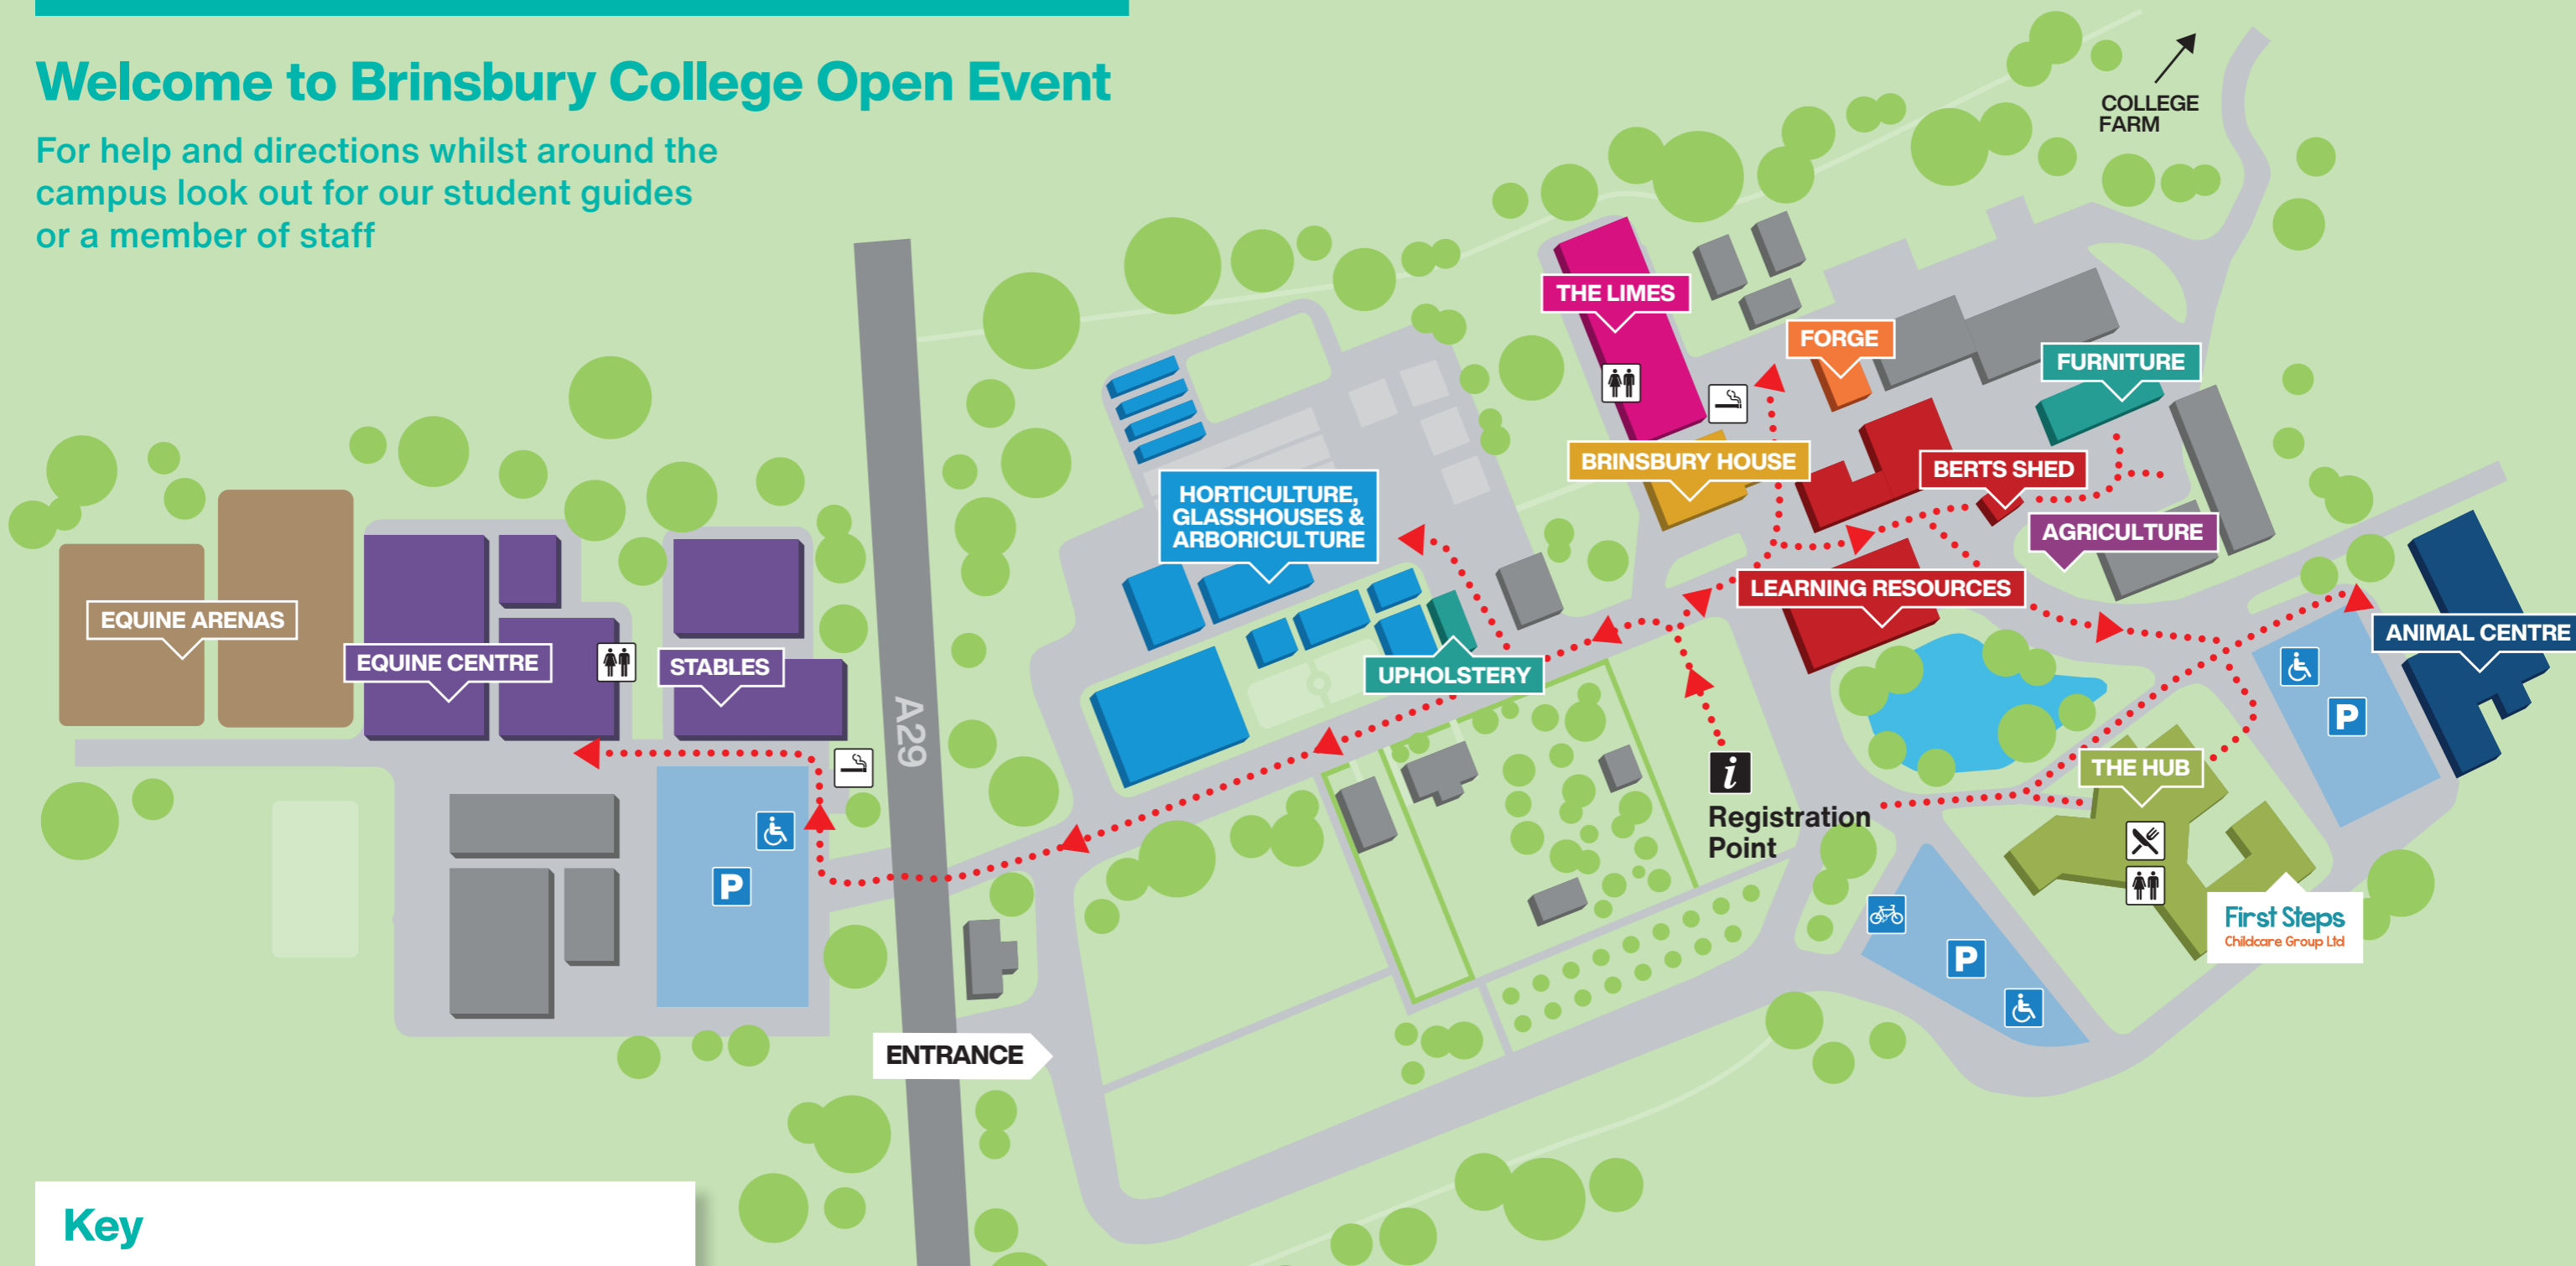 Welcome to Brinsbury College Open Event
For help and directions whilst around the
campus look out for our student guides
or a member of staff
COLLEGE
FARM
THE LIMES
FORGE
FURNITURE
BRINSBURY HOUSE
BERTS SHED
HORTICULTURE,
GLASSHOUSES &
ARBORICULTURE
AGRICULTURE
LEARNING RESOURCES
EQUINE ARENAS
EQUINE CENTRE
STABLES
UPHOLSTERY
ANIMAL CENTRE
A29
P
THE HUB
i
Registration
Point
P
First Steps
Childcare Group Ltd
P
ENTRANCE
Key